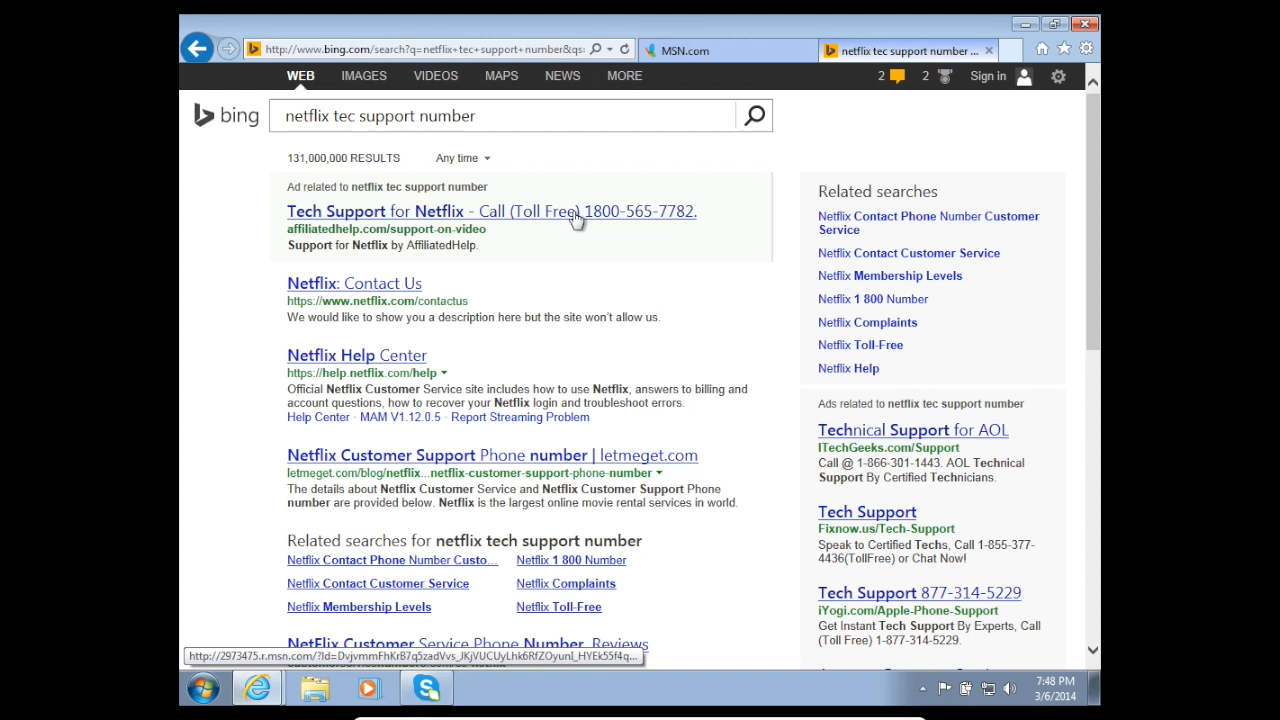 http://www.bing.com/search?q=netflix+tec+support+number&qs:
MSN.com
netflix tec support number ...
WEB IMAGES VIDEOS MAPS NEWS MORE
2 2 Sign in
bing
netflix tec support number
131,000,000 RESULTS Any time
Ad related to netflix tec support number
Tech Support for Netflix - Call (Toll Free) 1800-565-7782.
affiliatedhelp.com/support-on-video
Support for Netflix by AffiliatedHelp.
Netflix: Contact Us
https://www.netflix.com/contactus
We would like to show you a description here but the site won't allow us.
Netflix Help Center
https://help.netflix.com/help
Official Netflix Customer Service site includes how to use Netflix, answers to billing and
account questions, how to recover your Netflix login and troubleshoot errors.
Help Center · MAM V1.12.0.5 · Report Streaming Problem
Netflix Customer Support Phone number | letmeget.com
letmeget.com/blog/netflix...netflix-customer-support-phone-number
The details about Netflix Customer Service and Netflix Customer Support Phone
number are provided below. Netflix is the largest online movie rental services in world.
Related searches for netflix tech support number
Netflix Contact Phone Number Custo... Netflix 1 800 Number
Netflix Contact Customer Service Netflix Complaints
Netflix Membership Levels Netflix Toll-Free
NetFlix Customer Service Phone Number, Reviews
Related searches
Netflix Contact Phone Number Customer
Service
Netflix Contact Customer Service
Netflix Membership Levels
Netflix 1 800 Number
Netflix Complaints
Netflix Toll-Free
Netflix Help
Ads related to netflix tec support number
Technical Support for AOL
ITechGeeks.com/Support
Call @ 1-866-301-1443. AOL Technical
Support By Certified Technicians.
Tech Support
Fixnow.us/Tech-Support
Speak to Certified Techs, Call 1-855-377-
4436(TollFree) or Chat Now!
Tech Support 877-314-5229
iYogi.com/Apple-Phone-Support
Get Instant Tech Support By Experts, Call
(Toll Free) 1-877-314-5229.
7:48 PM
3/6/2014